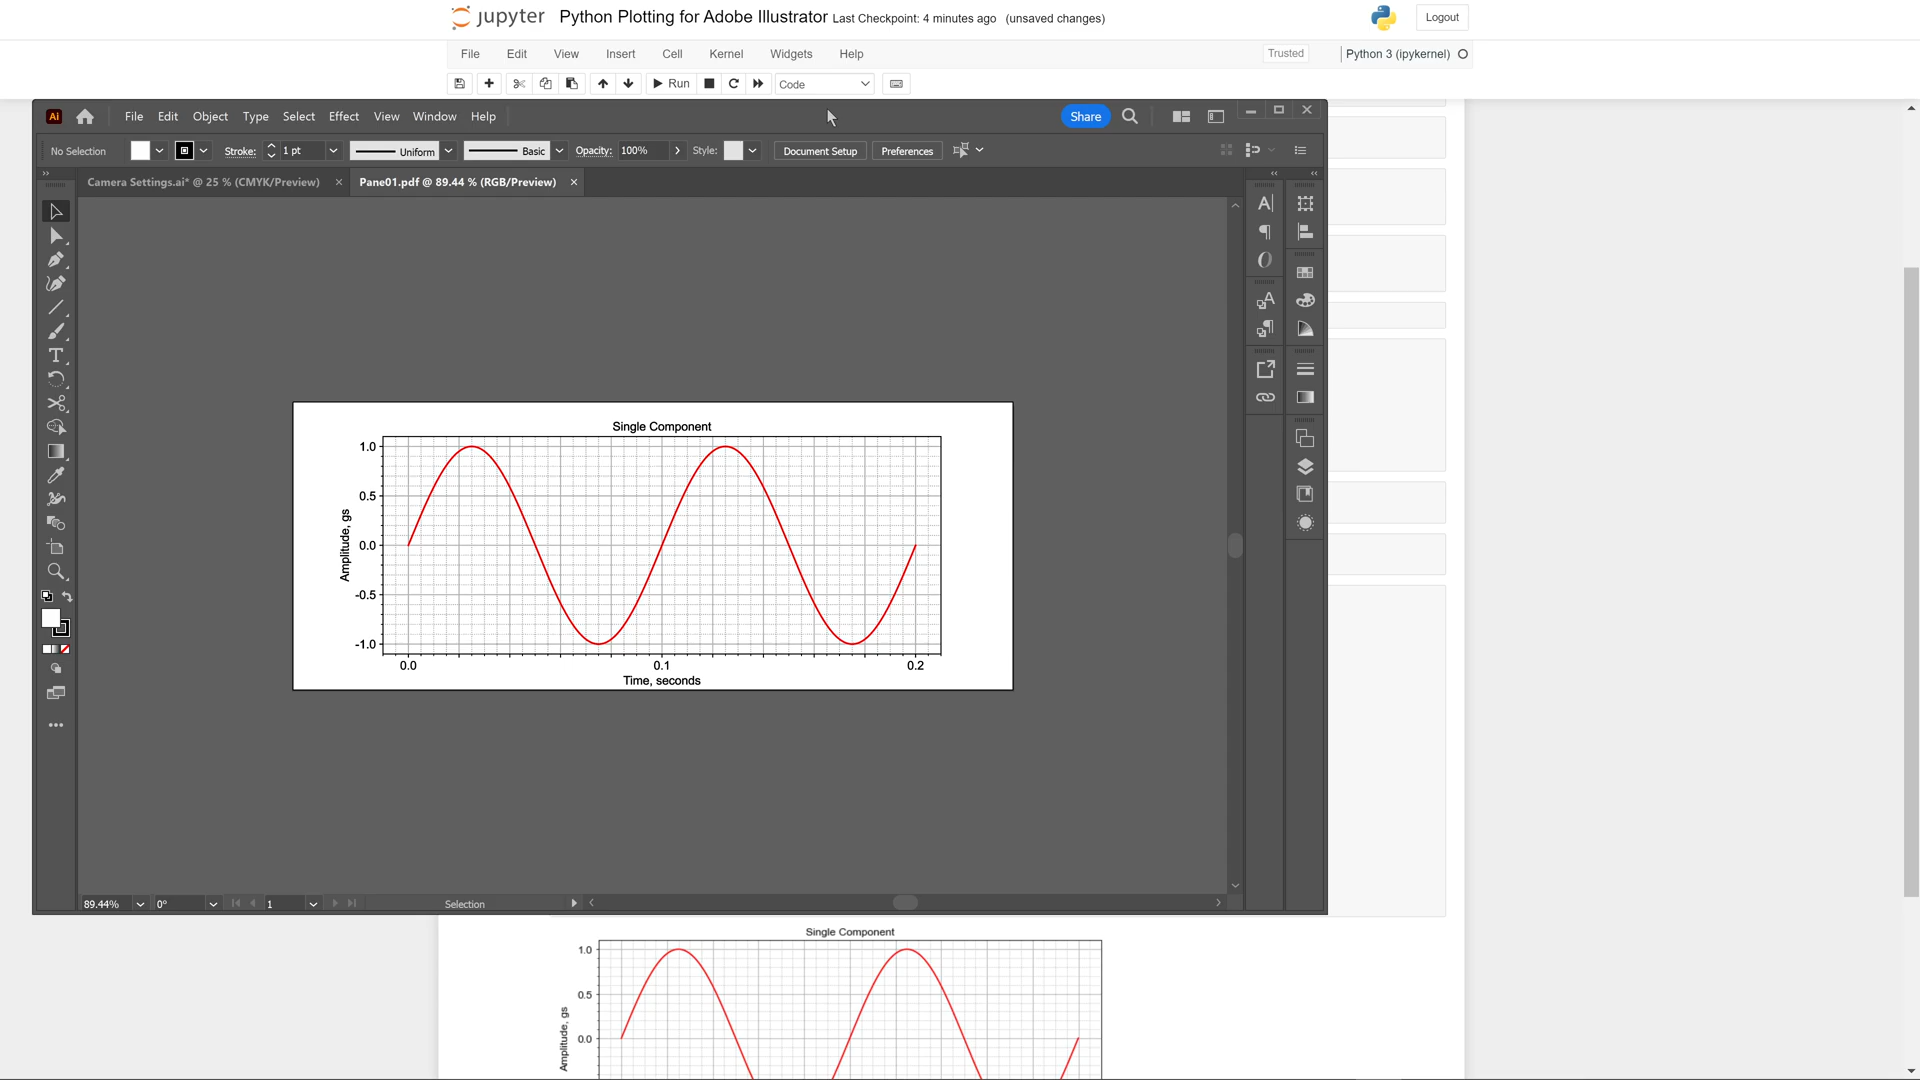 jupyter Python Plotting for Adobe Illustrator Last Checkpoint: 4 minutes ago (unsaved changes) Logout
File Edit View Insert Cell Kernel Widgets Help Trusted Python 3 (ipykernel)
Run Code
Ai File Edit Object Type Select Effect View Window Help Share
No Selection Stroke: 1 pt Uniform Basic Opacity: 100% Style: Document Setup Preferences
Camera Settings.ai* @ 25 % (CMYK/Preview) × Pane01.pdf @ 89.44 % (RGB/Preview) ×
Single Component
1.0
0.5
0.0
-0.5
-1.0
Amplitude, gs
0.0 0.1 0.2
Time, seconds
89.44% 0° 1 Selection
Single Component
1.0
0.5
0.0
Amplitude, gs